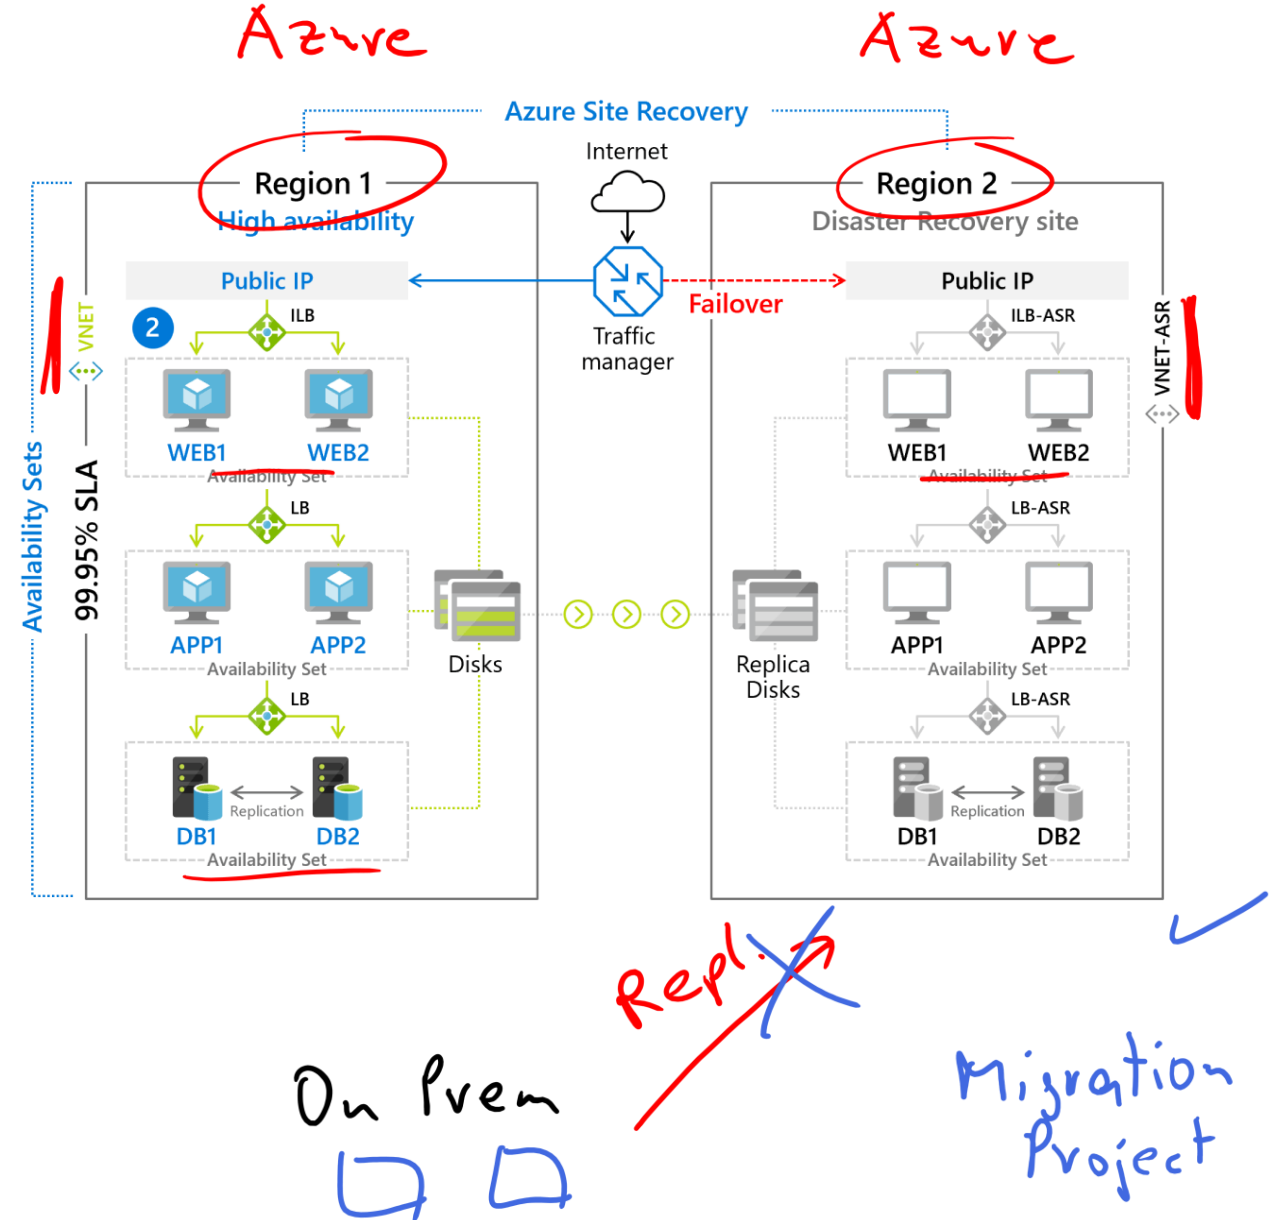 Azure
Azure
Azure Site Recovery
Internet
Region 1
High availability
Region 2
Disaster Recovery site
Public IP
Public IP
Failover
Traffic
manager
2
VNET
99.95% SLA
Availability Sets
ILB
WEB1
WEB2
Availability Set
LB
APP1
APP2
Availability Set
LB
DB1
Replication
DB2
Availability Set
Disks
Replica
Disks
VNET-ASR
ILB-ASR
WEB1
WEB2
Availability Set
LB-ASR
APP1
APP2
Availability Set
LB-ASR
DB1
Replication
DB2
Availability Set
Repl.
On Prem
Migration
Project